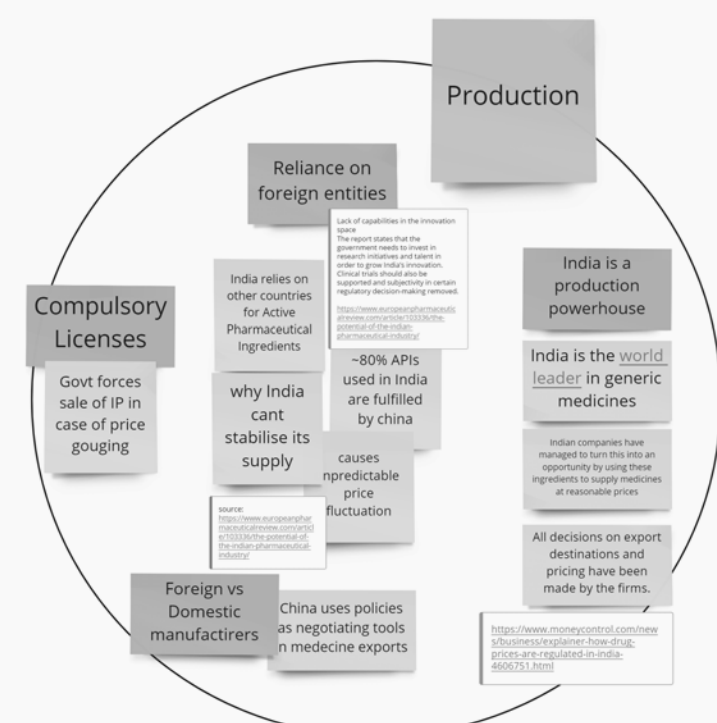 Production
Reliance on
foreign entities
Lack of capabilities in the innovation
space
The report states that the
government needs to invest in
research initiatives and talent in
order to grow India's innovation.
Clinical trials should also be
supported and subjectivity in certain
regulatory decision-making removed.
https://www.europeanpharmaceutic
alreview.com/article/103336/the-
potential-of-the-indian-
pharmaceutical-industry/
India relies on
other countries
for Active
Pharmaceutical
Ingredients
~80% APIs
used in India
are fulfilled
by china
why India
cant
stabilise its
supply
causes
npredictable
price
fluctuation
source:
https://www.europeanphar
maceuticalreview.com/articl
e/103336/the-potential-of-
the-indian-pharmaceutical-
industry/
Compulsory
Licenses
Govt forces
sale of IP in
case of price
gouging
Foreign vs
Domestic
manufactirers
China uses policies
as negotiating tools
in medecine exports
India is a
production
powerhouse
India is the world
leader in generic
medicines
Indian companies have
managed to turn this into an
opportunity by using these
ingredients to supply medicines
at reasonable prices
All decisions on export
destinations and
pricing have been
made by the firms.
https://www.moneycontrol.com/new
s/business/explainer-how-drug-
prices-are-regulated-in-india-
4606751.html